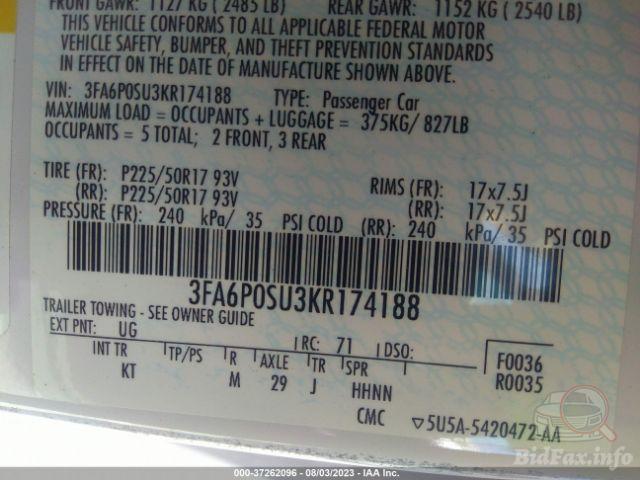 FRONT GAWR: 1127 KG ( 2485 LB) REAR GAWR: 1152 KG ( 2540 LB)
THIS VEHICLE CONFORMS TO ALL APPLICABLE FEDERAL MOTOR
VEHICLE SAFETY, BUMPER, AND THEFT PREVENTION STANDARDS
IN EFFECT ON THE DATE OF MANUFACTURE SHOWN ABOVE.
VIN: 3FA6P0SU3KR174188 TYPE: Passenger Car
MAXIMUM LOAD = OCCUPANTS + LUGGAGE = 375KG/ 827LB
OCCUPANTS = 5 TOTAL; 2 FRONT, 3 REAR
TIRE (FR): P225/50R17 93V RIMS (FR): 17x7.5J
(RR): P225/50R17 93V (RR): 17x7.5J
PRESSURE (FR): 240 kPa/ 35 PSI COLD (RR): 240 kPa/ 35 PSI COLD
3FA6P0SU3KR174188
TRAILER TOWING - SEE OWNER GUIDE
EXT PNT: UG RC: 71 DSO: F0036
INT TR TP/PS R AXLE TR SPR R0035
KT M 29 J HHNN
CMC ▽5U5A-5420472-AA
BidFax.info
000-37262096 - 08/03/2023 - IAA Inc.